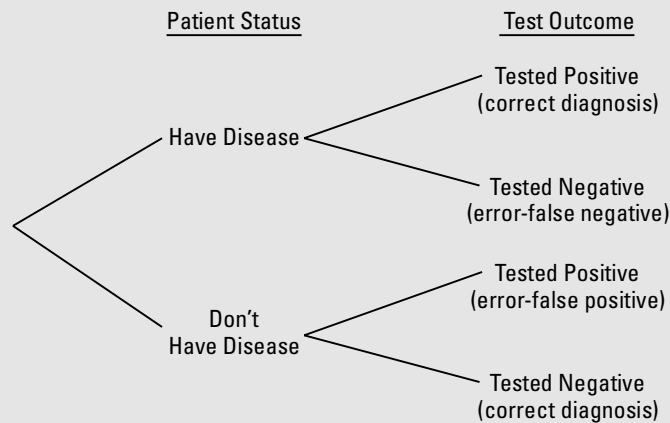 Patient Status
Test Outcome
Tested Positive
(correct diagnosis)
Have Disease
Tested Negative
(error-false negative)
Tested Positive
(error-false positive)
Don't
Have Disease
Tested Negative
(correct diagnosis)